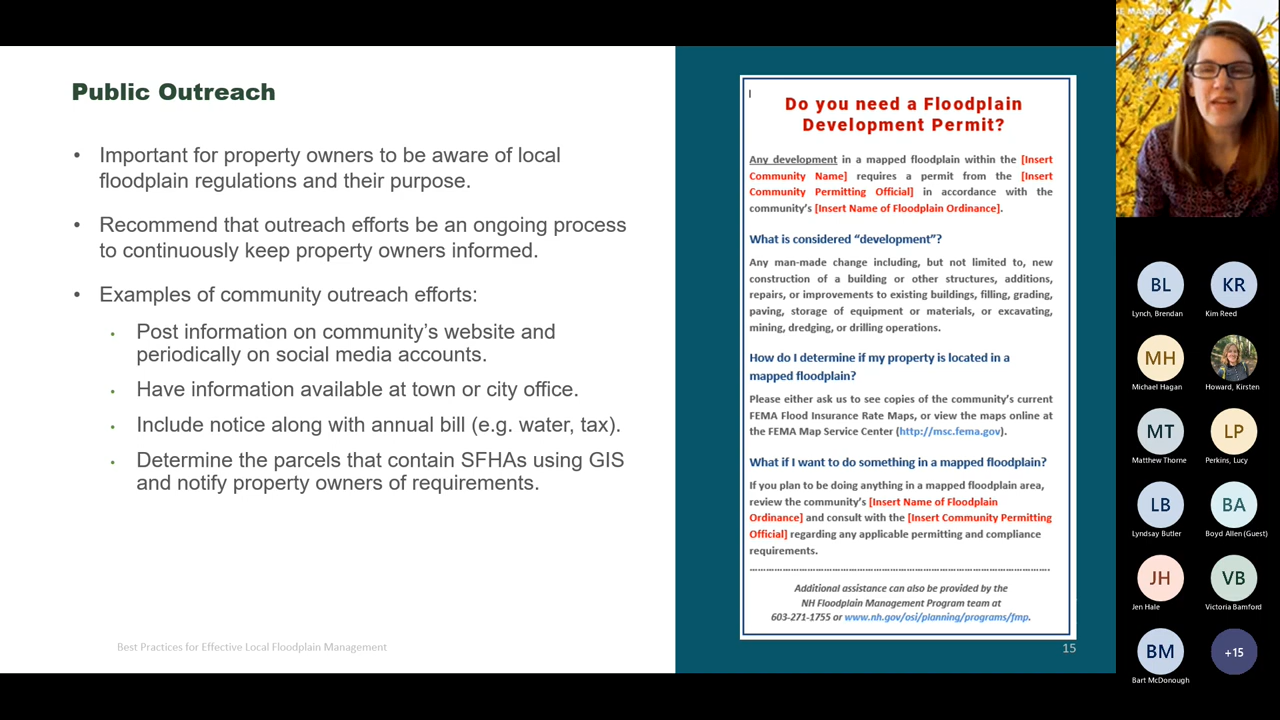 Public Outreach
• Important for property owners to be aware of local
floodplain regulations and their purpose.
• Recommend that outreach efforts be an ongoing process
to continuously keep property owners informed.
• Examples of community outreach efforts:
• Post information on community's website and
periodically on social media accounts.
• Have information available at town or city office.
• Include notice along with annual bill (e.g. water, tax).
• Determine the parcels that contain SFHAs using GIS
and notify property owners of requirements.
Best Practices for Effective Local Floodplain Management
Do you need a Floodplain
Development Permit?
Any development in a mapped floodplain within the [Insert
Community Name] requires a permit from the [Insert
Community Permitting Official] in accordance with the
community's [Insert Name of Floodplain Ordinance].
What is considered “development”?
Any man-made change including, but not limited to, new
construction of a building or other structures, additions,
repairs, or improvements to existing buildings, filling, grading,
paving, storage of equipment or materials, or excavating,
mining, dredging, or drilling operations.
How do I determine if my property is located in a
mapped floodplain?
Please either ask us to see copies of the community's current
FEMA Flood Insurance Rate Maps, or view the maps online at
the FEMA Map Service Center (http://msc.fema.gov).
What if I want to do something in a mapped floodplain?
If you plan to be doing anything in a mapped floodplain area,
review the community's [Insert Name of Floodplain
Ordinance] and consult with the [Insert Community Permitting
Official] regarding any applicable permitting and compliance
requirements.
Additional assistance can also be provided by the
NH Floodplain Management Program team at
603-271-1755 or www.nh.gov/osi/planning/programs/fmp.
15
BL
Lynch, Brendan
KR
Kim Reed
MH
Michael Hagan
Howard, Kirsten
MT
Matthew Thorne
LP
Perkins, Lucy
LB
Lyndsay Butler
BA
Boyd Allen (Guest)
JH
Jen Hale
VB
Victoria Bamford
BM
Bart McDonough
+15